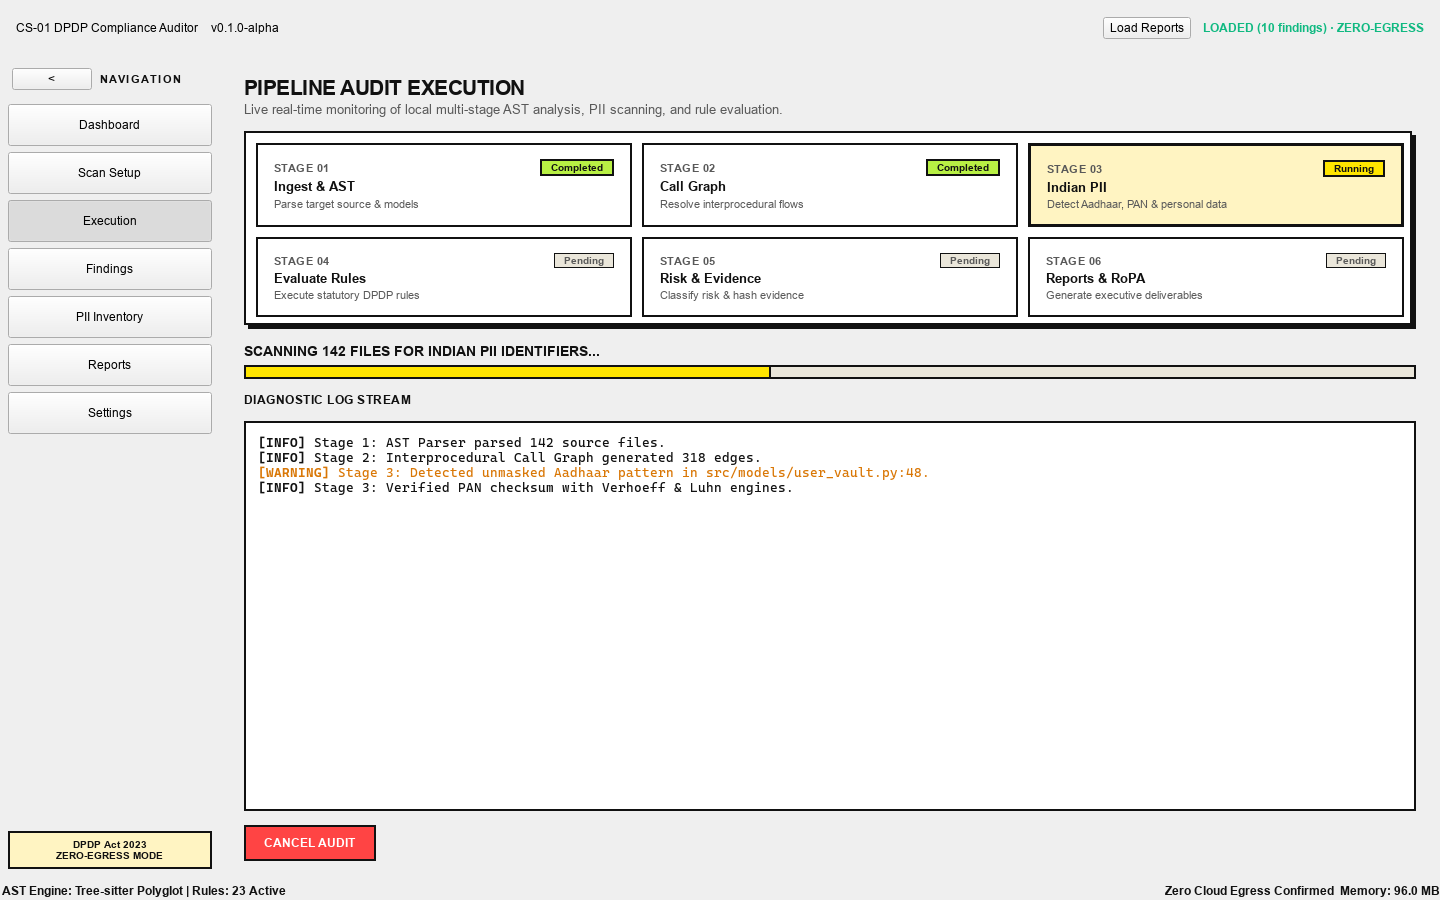 CS-01 DPDP Compliance Auditor v0.1.0-alpha
Load Reports LOADED (10 findings) · ZERO-EGRESS
< NAVIGATION
Dashboard
Scan Setup
Execution
Findings
PII Inventory
Reports
Settings
DPDP Act 2023
ZERO-EGRESS MODE
PIPELINE AUDIT EXECUTION
Live real-time monitoring of local multi-stage AST analysis, PII scanning, and rule evaluation.
STAGE 01 Completed
Ingest & AST
Parse target source & models
STAGE 02 Completed
Call Graph
Resolve interprocedural flows
STAGE 03 Running
Indian PII
Detect Aadhaar, PAN & personal data
STAGE 04 Pending
Evaluate Rules
Execute statutory DPDP rules
STAGE 05 Pending
Risk & Evidence
Classify risk & hash evidence
STAGE 06 Pending
Reports & RoPA
Generate executive deliverables
SCANNING 142 FILES FOR INDIAN PII IDENTIFIERS...
DIAGNOSTIC LOG STREAM
[INFO] Stage 1: AST Parser parsed 142 source files.
[INFO] Stage 2: Interprocedural Call Graph generated 318 edges.
[WARNING] Stage 3: Detected unmasked Aadhaar pattern in src/models/user_vault.py:48.
[INFO] Stage 3: Verified PAN checksum with Verhoeff & Luhn engines.
CANCEL AUDIT
AST Engine: Tree-sitter Polyglot | Rules: 23 Active
Zero Cloud Egress Confirmed Memory: 96.0 MB